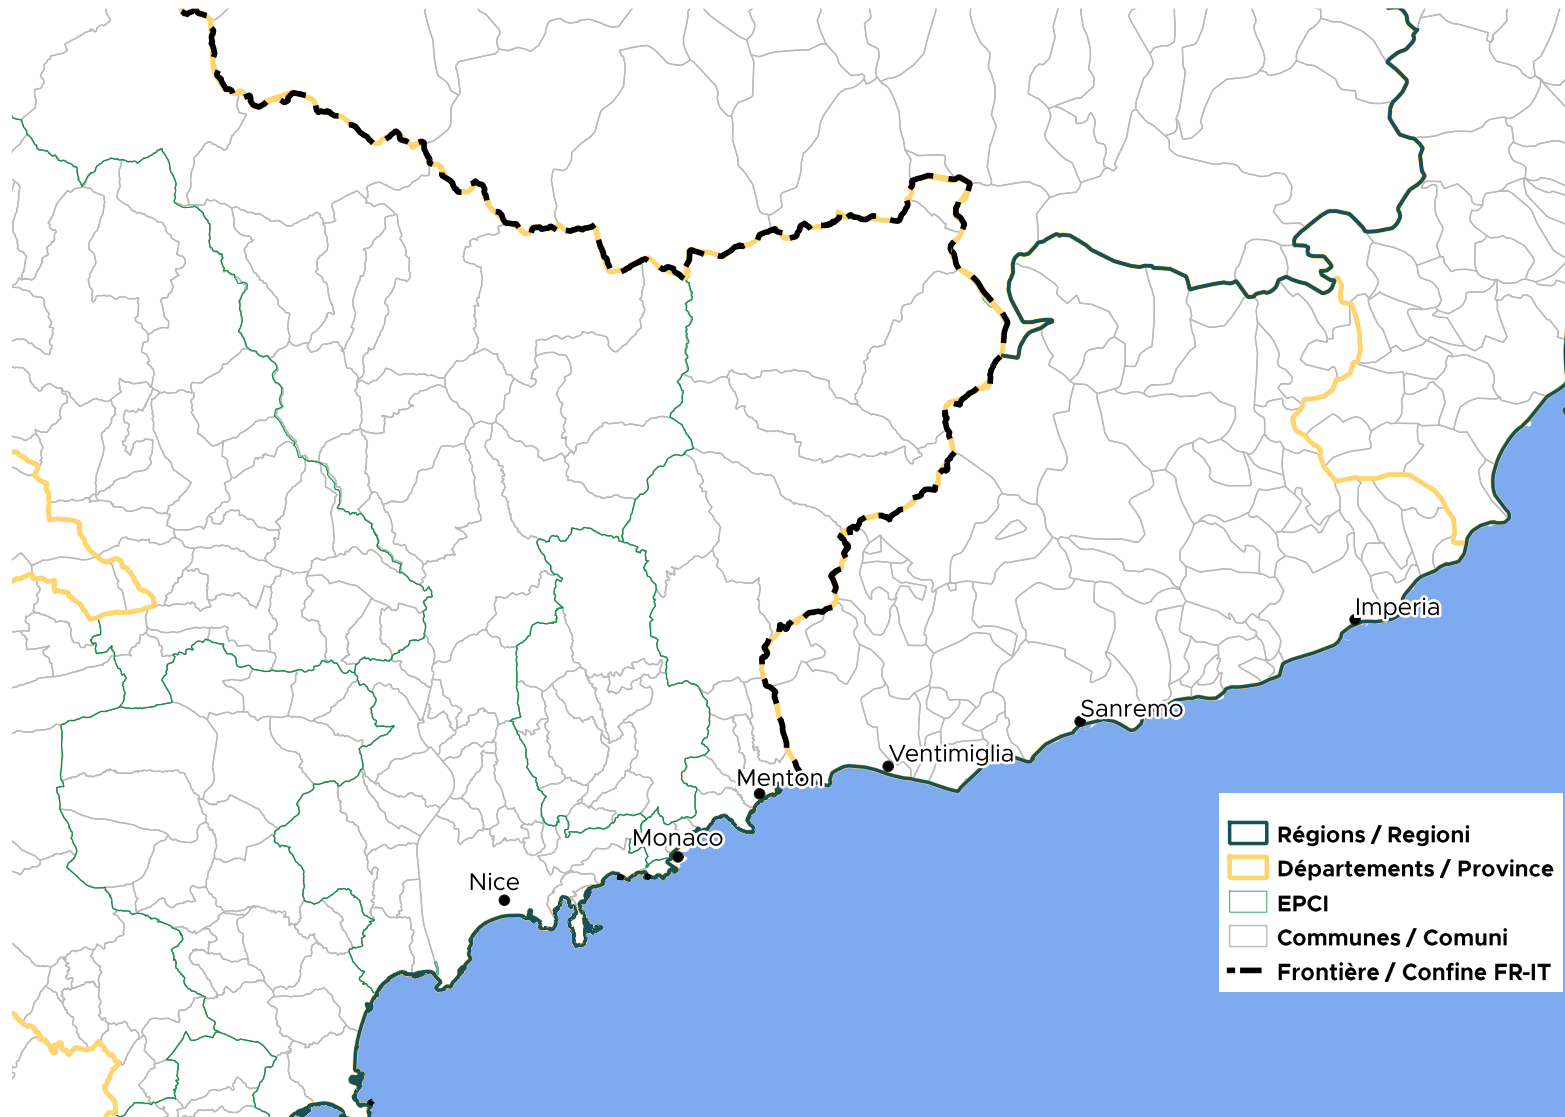 Imperia
Sanremo
Ventimiglia
Menton
Monaco
Nice
Régions / Regioni
Départements / Province
EPCI
Communes / Comuni
Frontière / Confine FR-IT